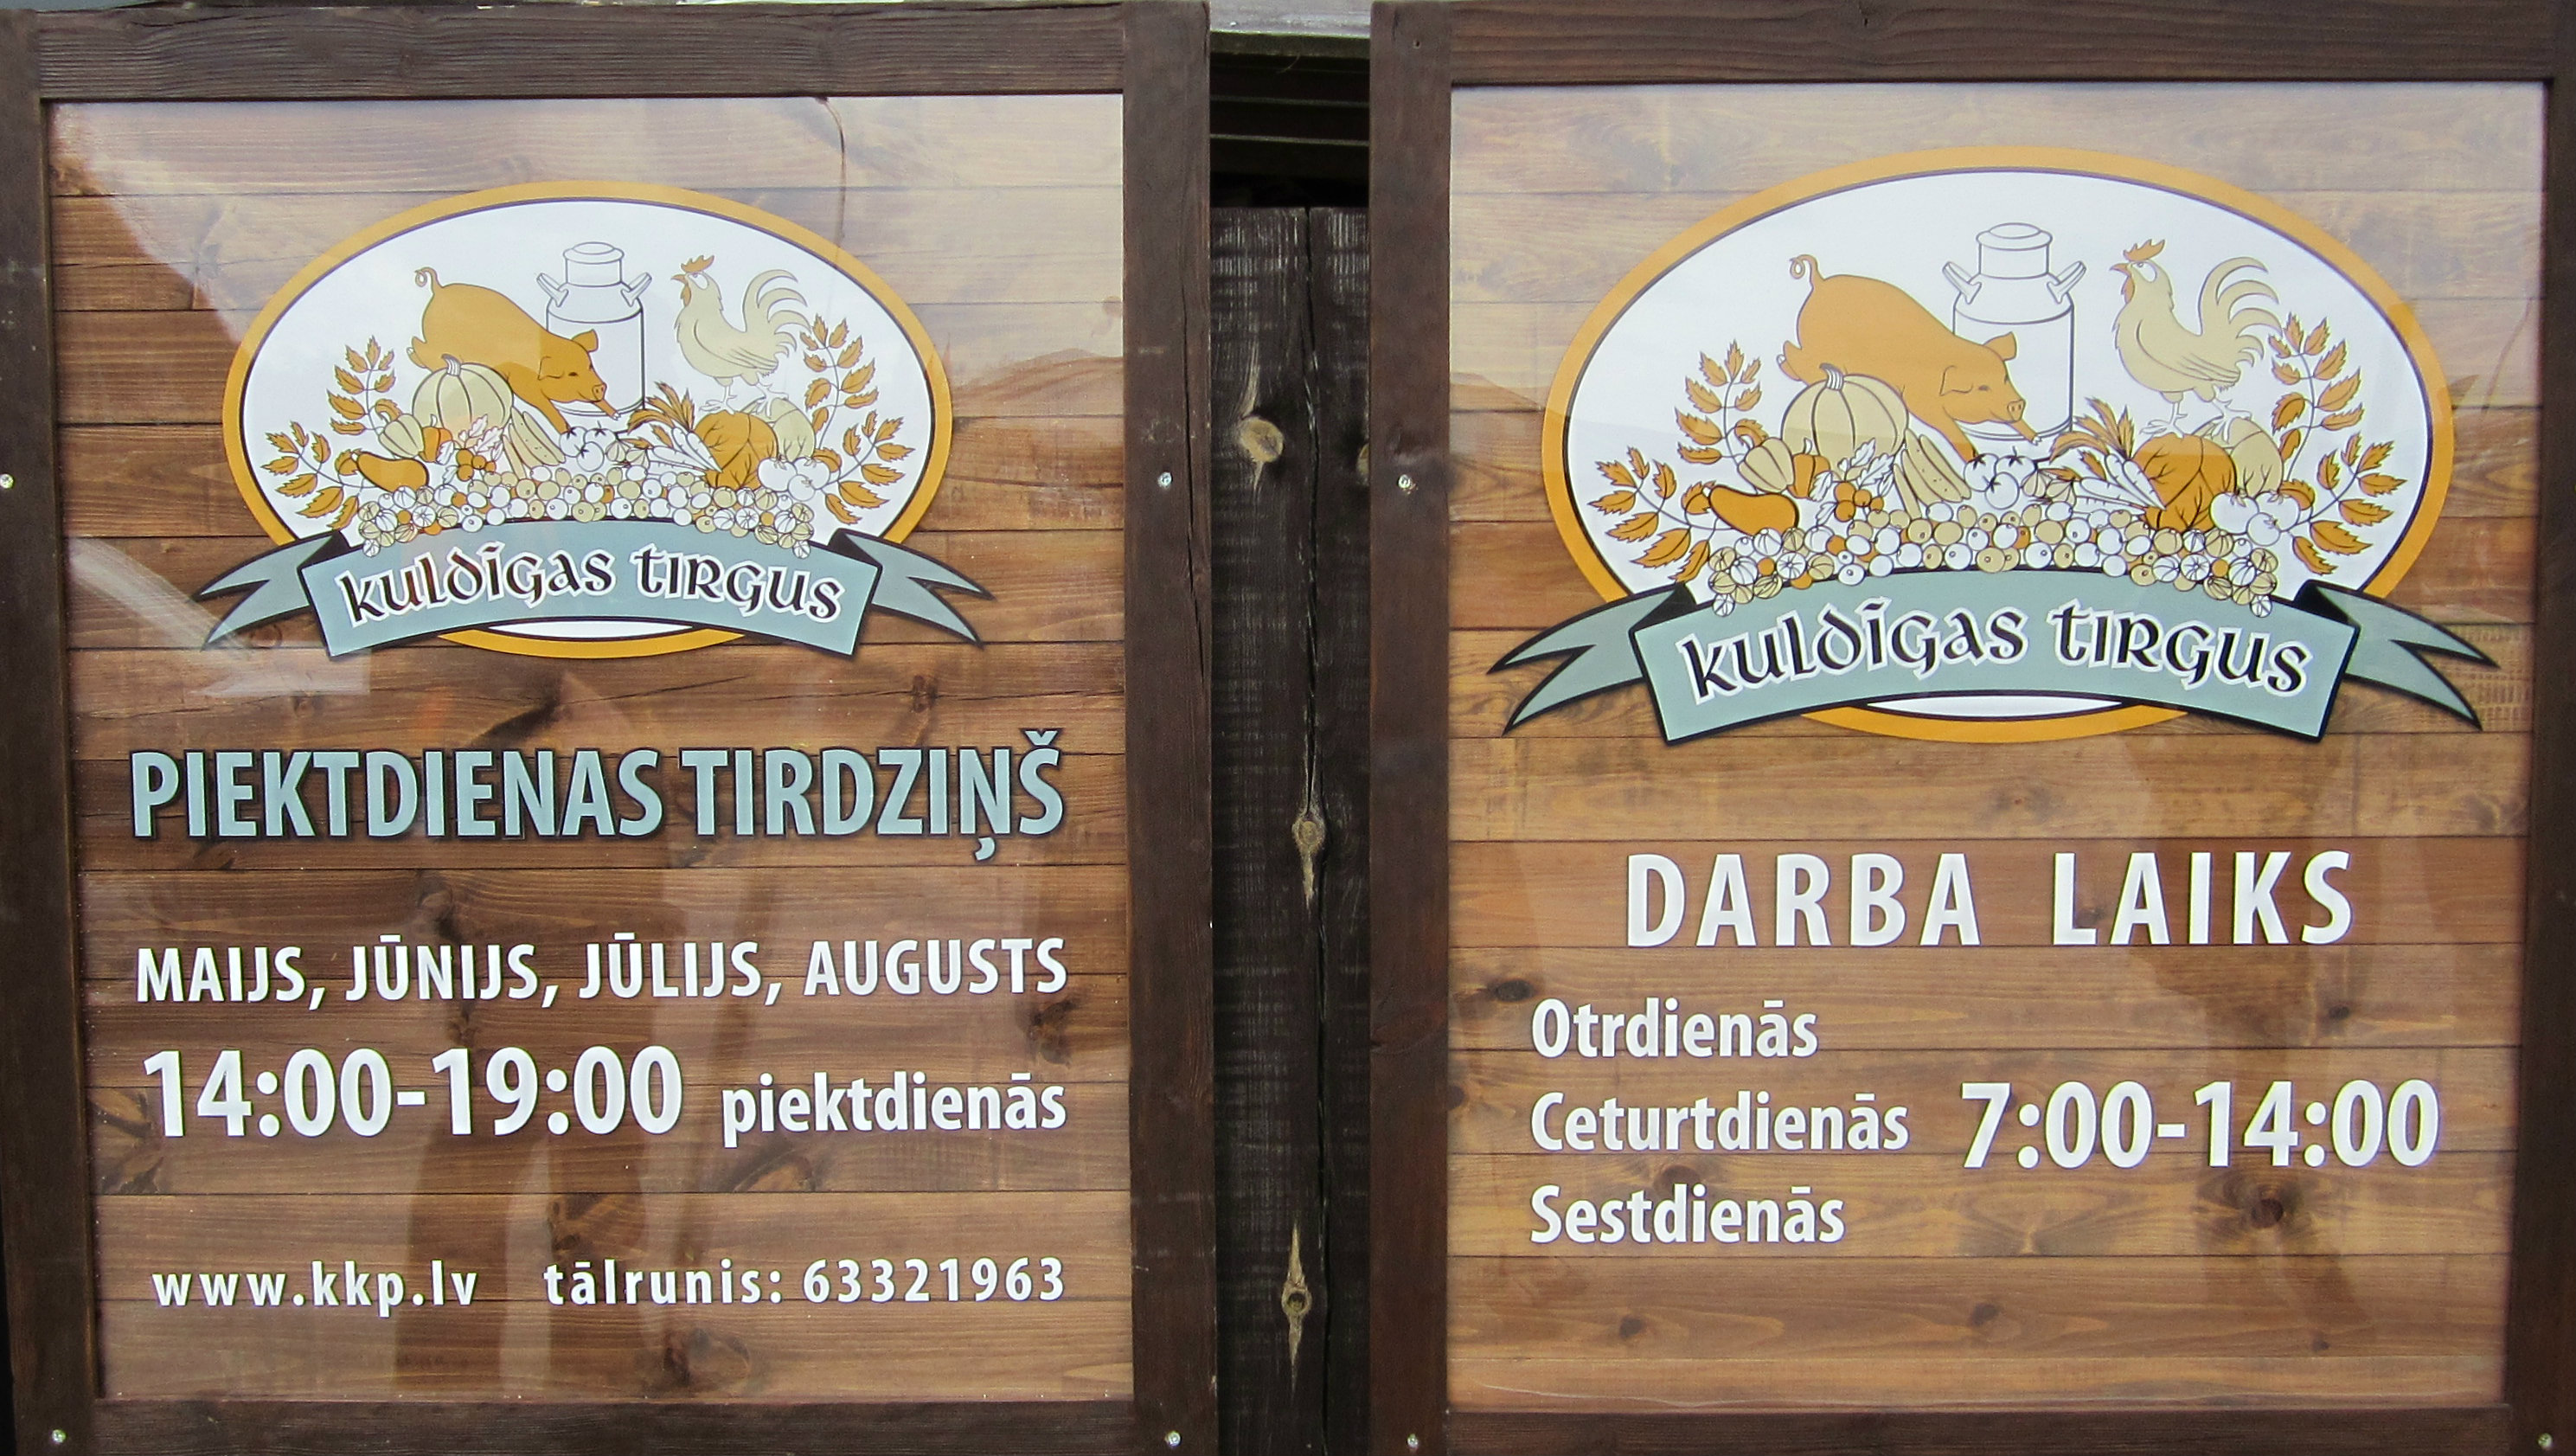 kuldīgas tirgus
PIEKTDIENAS TIRDZIŅŠ
MAIJS, JŪNIJS, JŪLIJS, AUGUSTS
14:00-19:00 piektdienās
www.kkp.lv tālrunis: 63321963
kuldīgas tirgus
DARBA LAIKS
Otrdienās
Ceturtdienās 7:00-14:00
Sestdienās